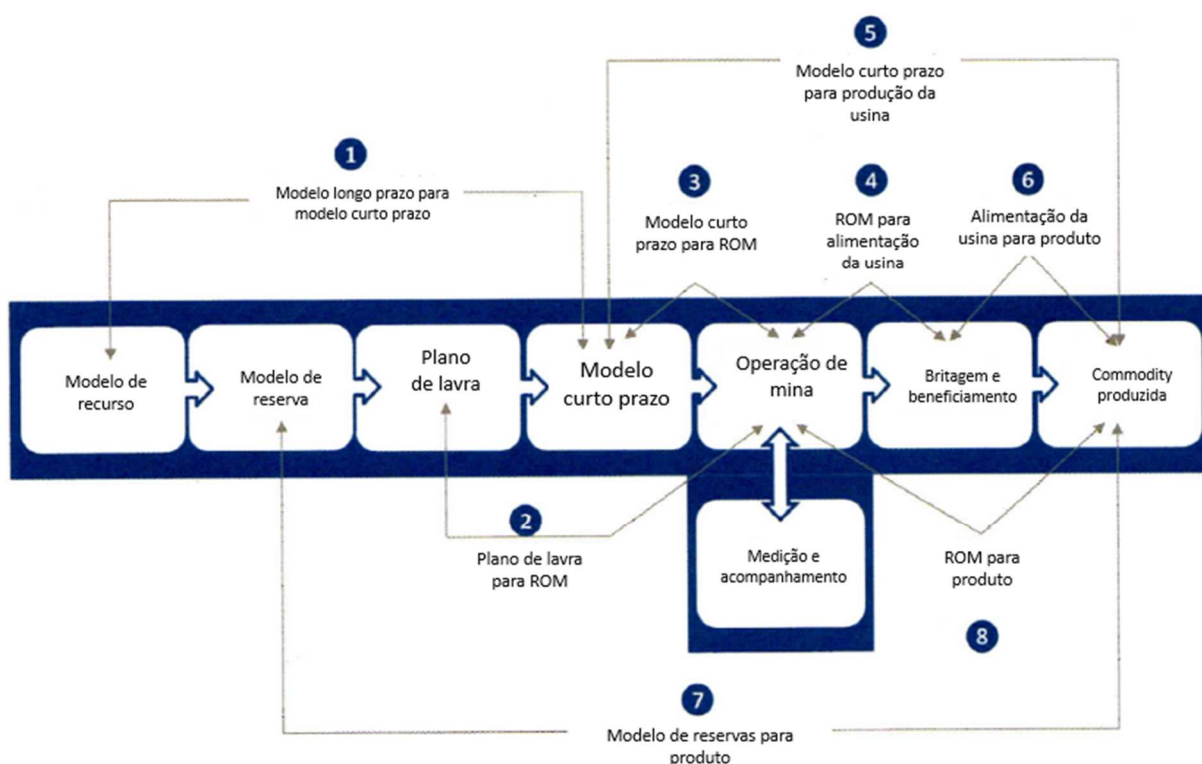 5
Modelo curto prazo
para produção da
usina
1
Modelo longo prazo para
modelo curto prazo
3
Modelo curto
prazo para ROM
4
ROM para
alimentação
da usina
6
Alimentação da
usina para produto
Modelo de
recurso
Modelo de
reserva
Plano
de lavra
Modelo
curto prazo
Operação de
mina
Britagem e
beneficiamento
Commodity
produzida
2
Plano de lavra
para ROM
Medição e
acompanhamento
ROM para
produto
8
7
Modelo de reservas para
produto